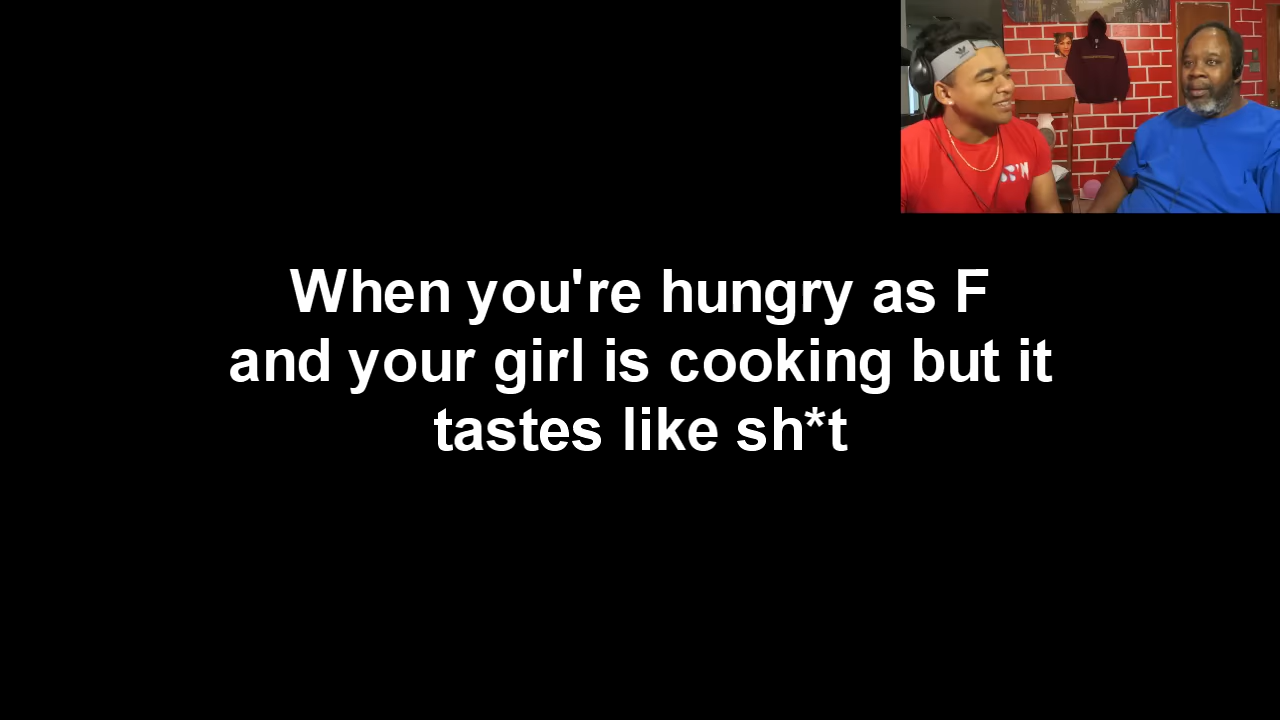 When you're hungry as F
and your girl is cooking but it
tastes like sh*t